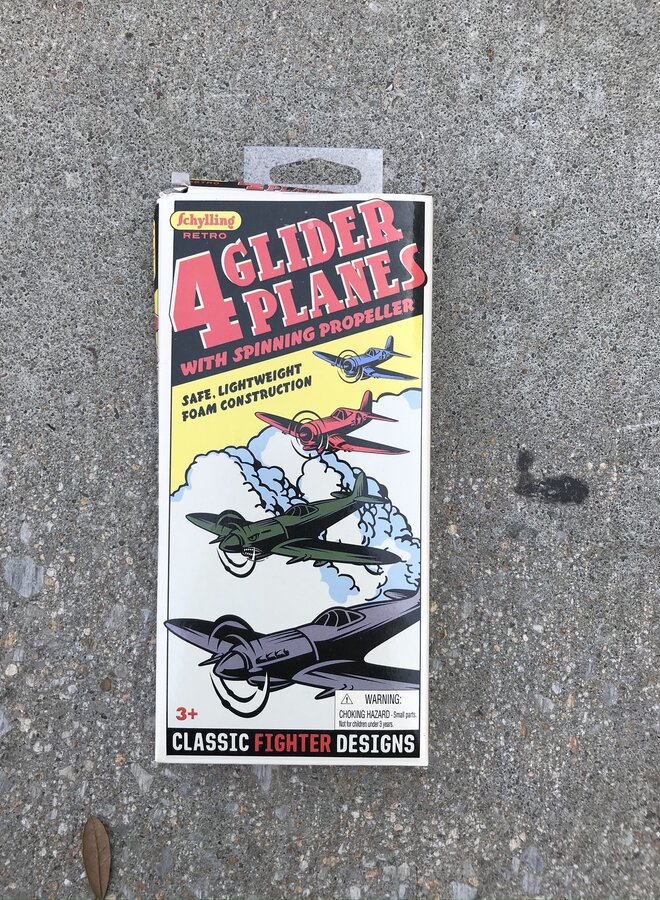 RETRO
Schylling
RETRO
4 GLIDER
PLANES
WITH SPINNING PROPELLER
SAFE, LIGHTWEIGHT
FOAM CONSTRUCTION
3+
WARNING:
CHOKING HAZARD - Small parts.
Not for children under 3 years.
CLASSIC FIGHTER DESIGNS